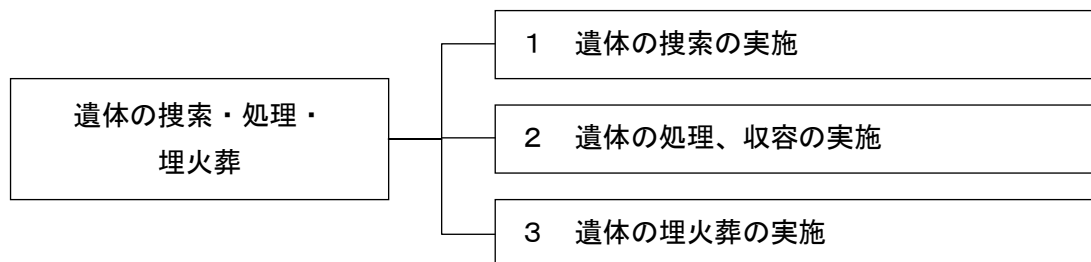 遺体の捜索・処理・
埋火葬
１　遺体の捜索の実施
２　遺体の処理、収容の実施
３　遺体の埋火葬の実施